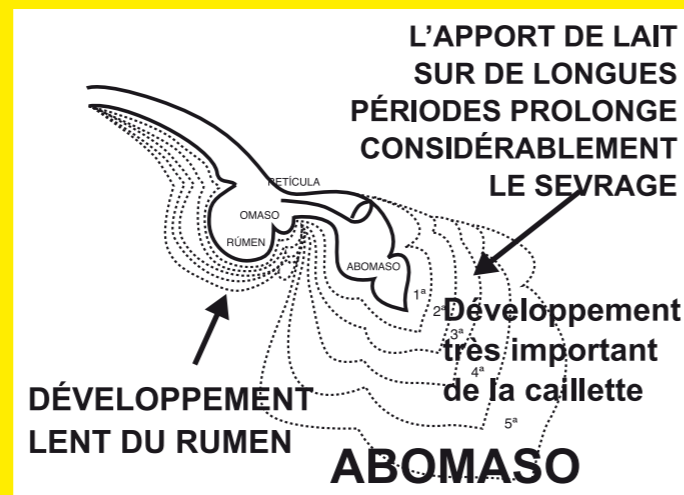 L'APPORT DE LAIT
SUR DE LONGUES
PÉRIODES PROLONGE
CONSIDÉRABLEMENT
LE SEVRAGE
RETÍCULA
OMASO
RÚMEN
ABOMASO
1ª
2ª
3ª
4ª
5ª
Développement
très important
de la caillette
DÉVELOPPEMENT
LENT DU RUMEN
ABOMASO